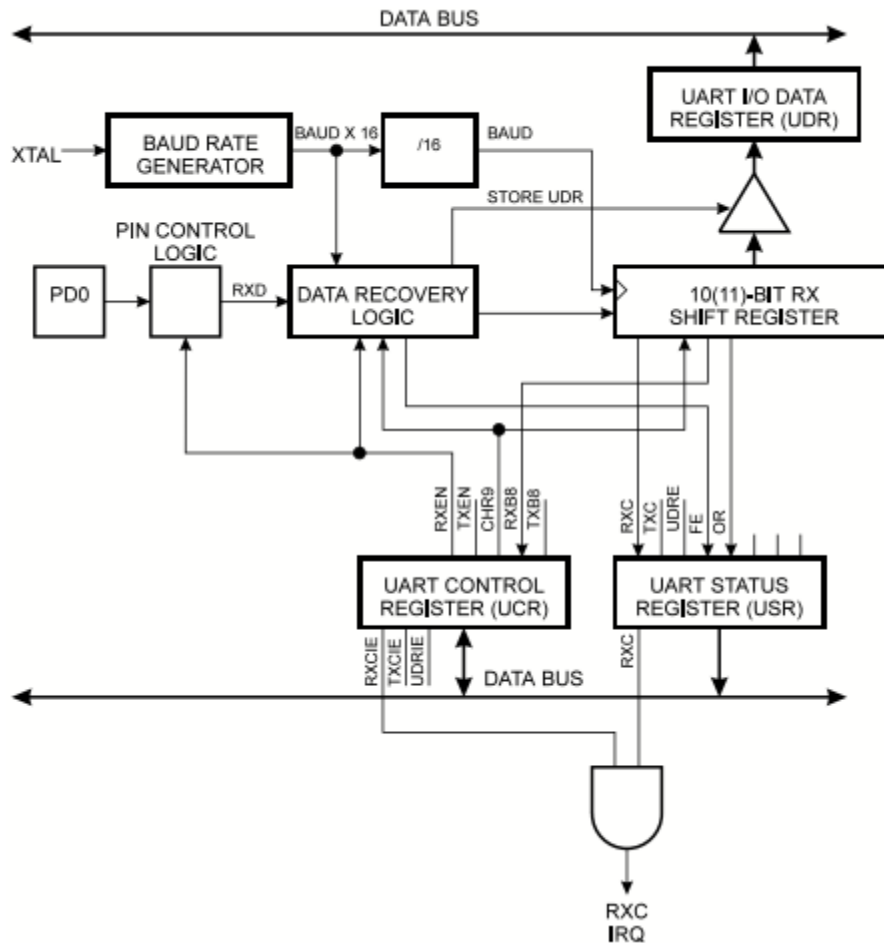 DATA BUS
UART I/O DATA
REGISTER (UDR)
XTAL
BAUD RATE
GENERATOR
BAUD X 16
/16
BAUD
STORE UDR
PIN CONTROL
LOGIC
PD0
RXD
DATA RECOVERY
LOGIC
10(11)-BIT RX
SHIFT REGISTER
RXEN
TXEN
CHR9
RXB8
TXB8
RXC
TXC
UDRE
FE
OR
UART CONTROL
REGISTER (UCR)
UART STATUS
REGISTER (USR)
RXCIE
TXCIE
UDRIE
RXC
DATA BUS
RXC
IRQ